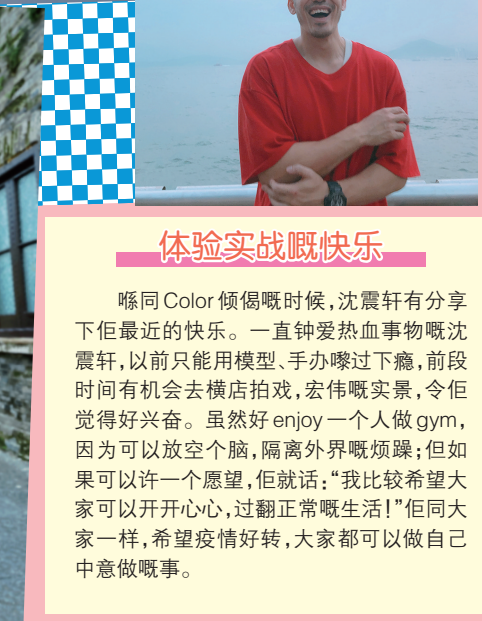 体验实战嘅快乐
喺同Color倾偈嘅时候，沈震轩有分享
下佢最近的快乐。一直钟爱热血事物嘅沈
震轩，以前只能用模型、手办嚟过下瘾，前段
时间有机会去横店拍戏，宏伟嘅实景，令佢
觉得好兴奋。虽然好enjoy一个人做gym，
因为可以放空个脑，隔离外界嘅烦躁；但如
果可以许一个愿望，佢就话：“我比较希望大
家可以开开心心，过翻正常嘅生活！”佢同大
家一样，希望疫情好转，大家都可以做自己
中意做嘅事。